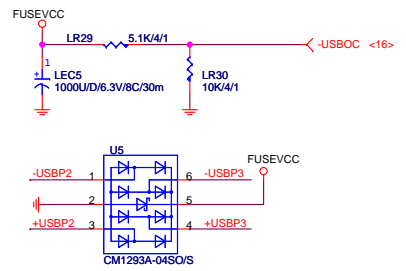 FUSEVCC
LR29 5.1K/4/1
-USBOC <16>
1
LEC5
1000U/D/6.3V/8C/30m
LR30
10K/4/1
U5
FUSEVCC
-USBP2 1 6 -USBP3
2 5
+USBP2 3 4 +USBP3
CM1293A-04SO/S